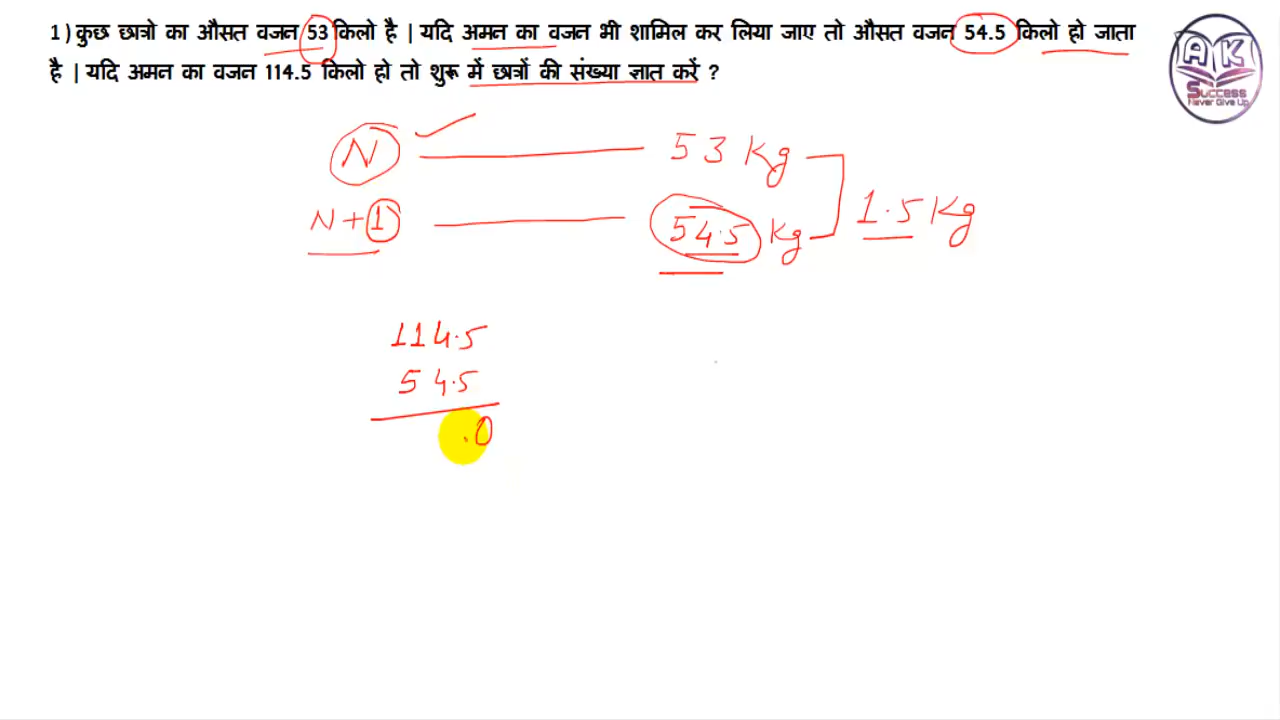 1) कुछ छात्रो का औसत वजन 53 किलो है | यदि अमन का वजन भी शामिल कर लिया जाए तो औसत वजन 54.5 किलो हो जाता
है | यदि अमन का वजन 114.5 किलो हो तो शुरू में छात्रों की संख्या ज्ञात करें ?
AK
Success
Never Give Up
N 53 Kg
1.5 Kg
N+1 54.5 Kg
114.5
54.5
.0